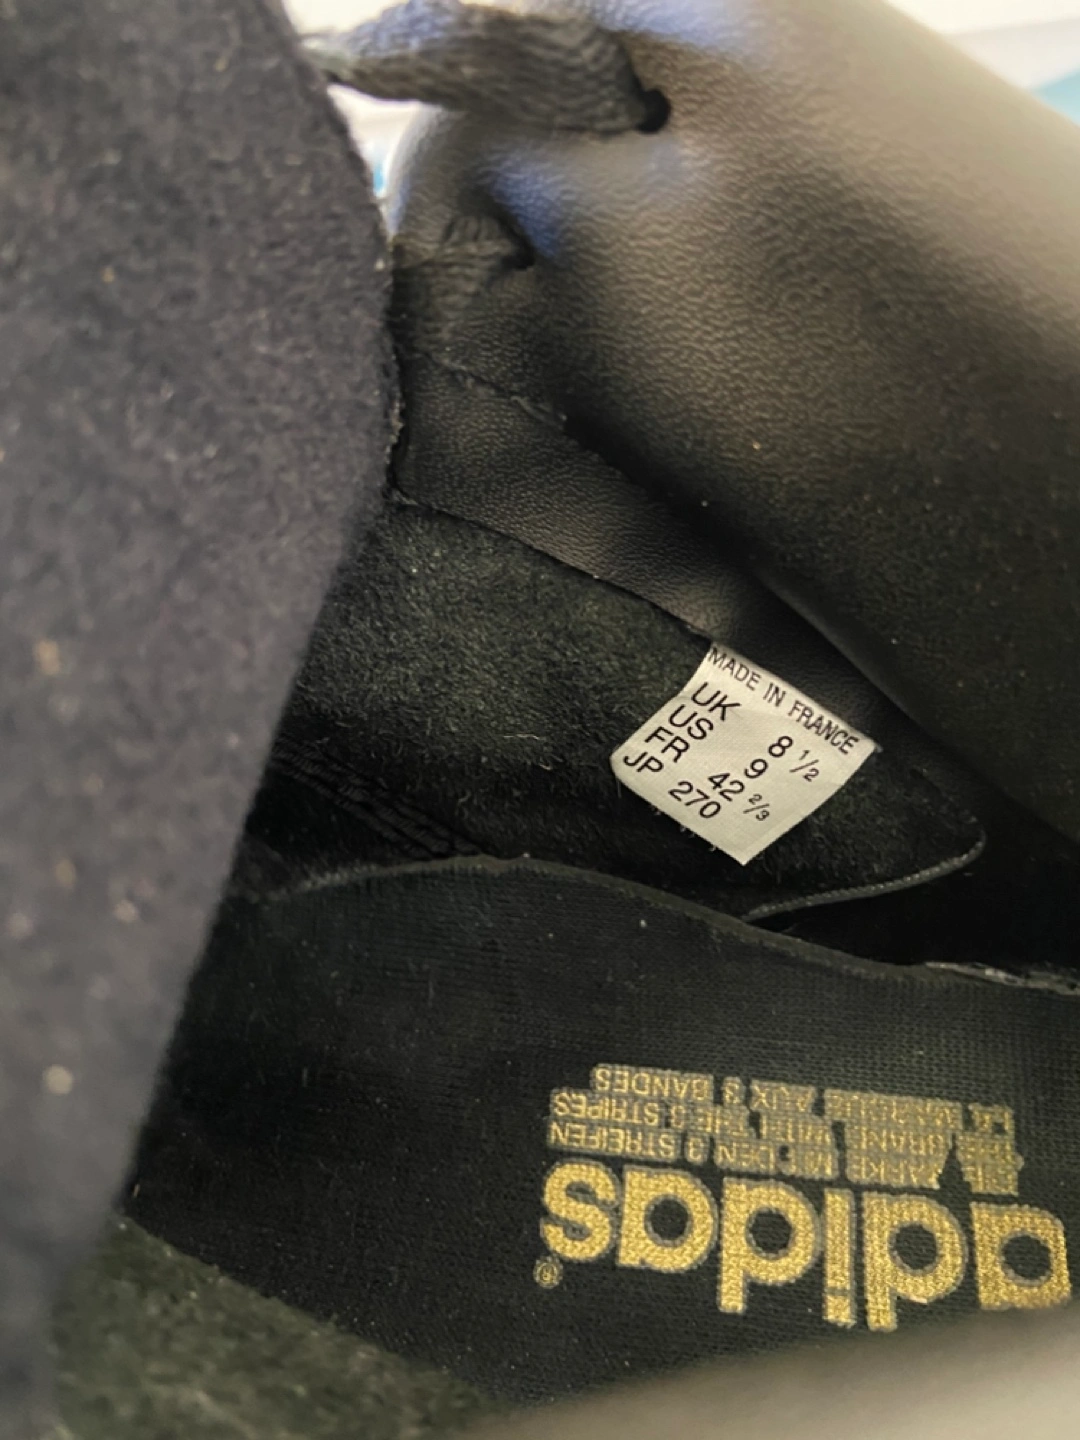 MADE IN FRANCE
UK 8 1/2
US 9
FR 42 2/3
JP 270
adidas®
MIT DEN 3 STREIFEN
THE BRAND WITH THE 3 STRIPES
LA MARQUE AUX 3 BANDES